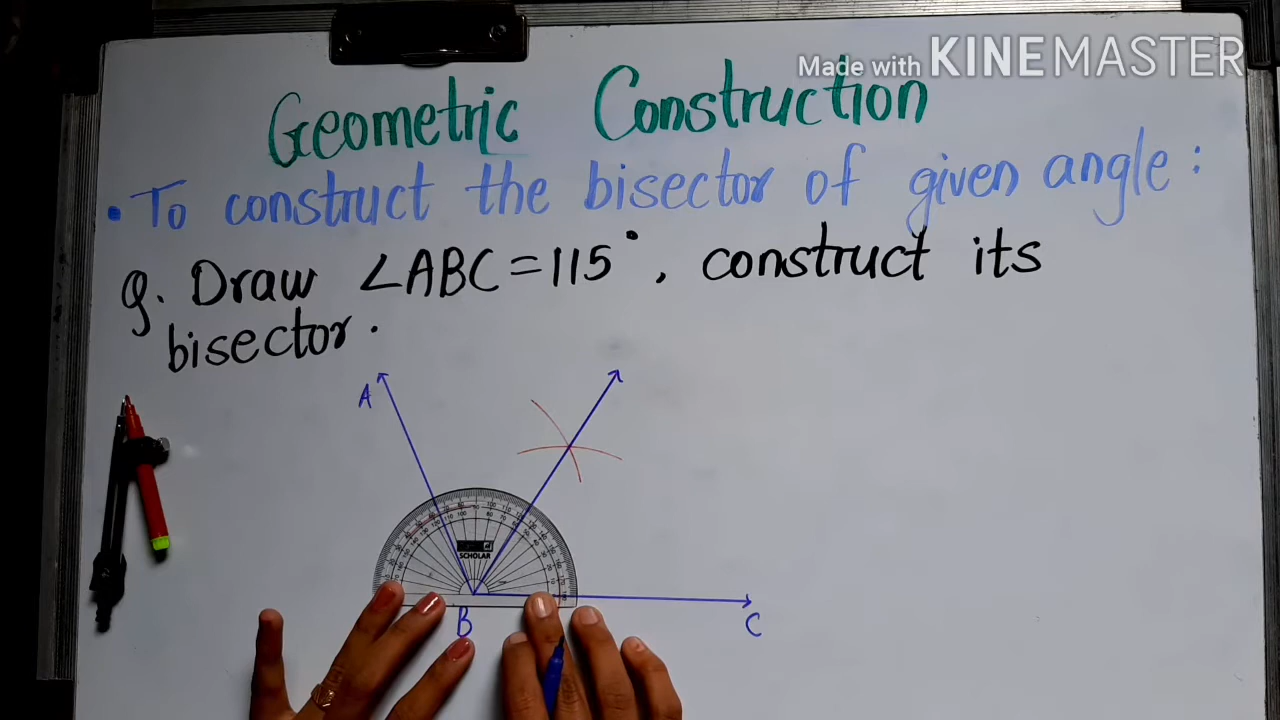 Made with KINEMASTER
Geometric Construction
• To construct the bisector of given angle:
Q. Draw ∠ABC=115°, construct its
bisector.
A
SCHOLAR
B
C